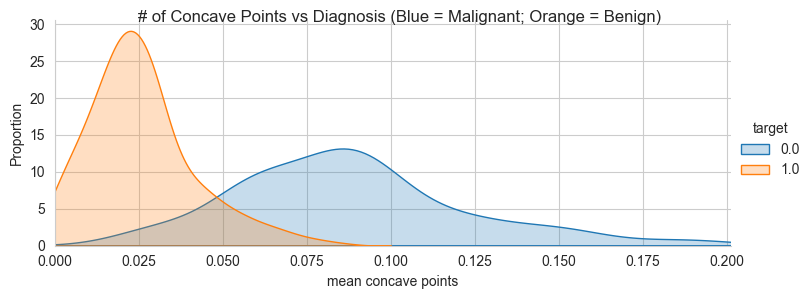 # of Concave Points vs Diagnosis (Blue = Malignant; Orange = Benign)
30
25
20
15
10
5
0
Proportion
0.000 0.025 0.050 0.075 0.100 0.125 0.150 0.175 0.200
mean concave points
target
0.0
1.0